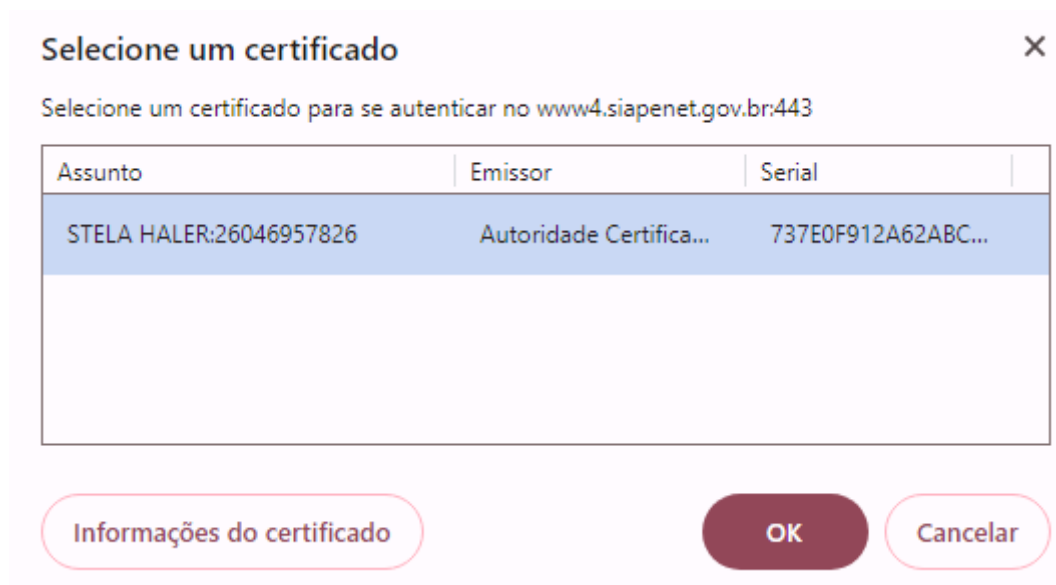 Selecione um certificado
Selecione um certificado para se autenticar no www4.siapenet.gov.br:443
Assunto Emissor Serial
STELA HALER:26046957826 Autoridade Certifica... 737E0F912A62ABC...
Informações do certificado OK Cancelar